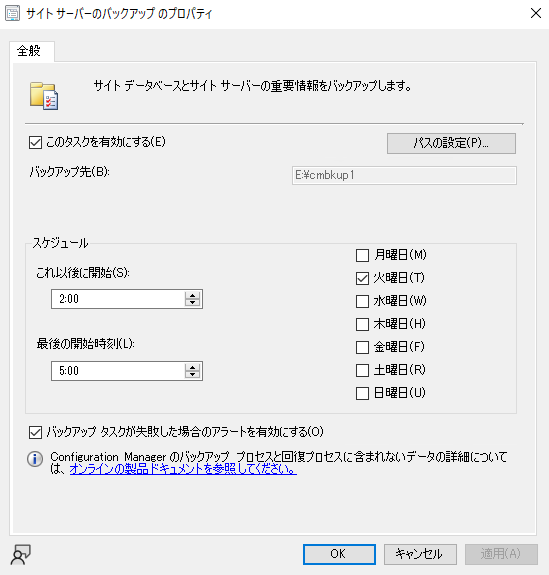 サイト サーバーのバックアップ のプロパティ
全般
サイト データベースとサイト サーバーの重要情報をバックアップします。
このタスクを有効にする(E)
パスの設定(P)...
バックアップ先(B):
E:¥cmbkup1
スケジュール
これ以後に開始(S):
2:00
最後の開始時刻(L):
5:00
月曜日(M)
火曜日(T)
水曜日(W)
木曜日(H)
金曜日(F)
土曜日(R)
日曜日(U)
バックアップ タスクが失敗した場合のアラートを有効にする(O)
Configuration Manager のバックアップ プロセスと回復プロセスに含まれないデータの詳細について
は、オンラインの製品ドキュメントを参照してください。
OK
キャンセル
適用(A)